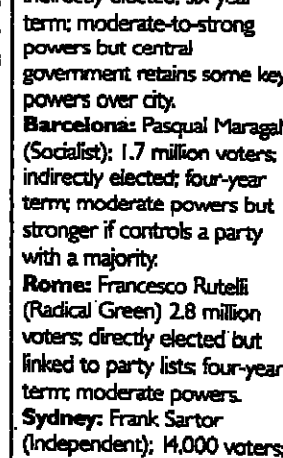 indirectly elected; six-year
term; moderate-to-strong
powers but central
government retains some key
powers over city.
Barcelona: Pasqual Maragal
(Socialist); 1.7 million voters;
indirectly elected; four-year
term; moderate powers but
stronger if controls a party
with a majority.
Rome: Francesco Rutelli
(Radical Green) 2.8 million
voters; directly elected but
linked to party lists; four-year
term; moderate powers.
Sydney: Frank Sartor
(Independent); 14,000 voters;